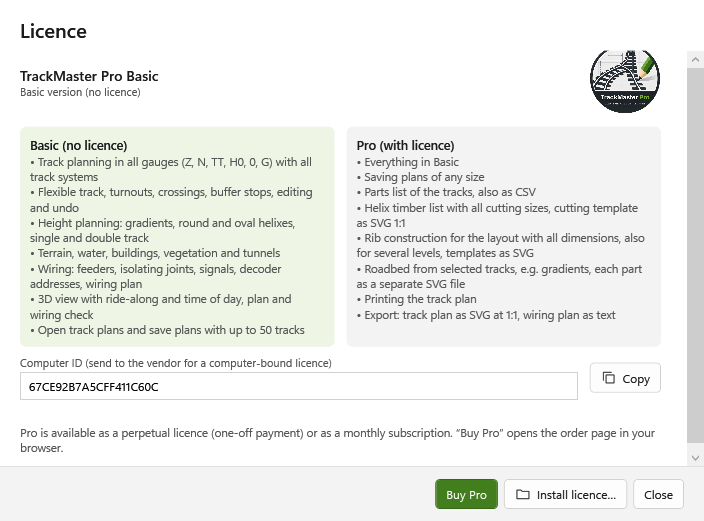 Licence
TrackMaster Pro Basic
Basic version (no licence)
TrackMaster Pro
Basic (no licence)
• Track planning in all gauges (Z, N, TT, H0, 0, G) with all
track systems
• Flexible track, turnouts, crossings, buffer stops, editing
and undo
• Height planning: gradients, round and oval helixes,
single and double track
• Terrain, water, buildings, vegetation and tunnels
• Wiring: feeders, isolating joints, signals, decoder
addresses, wiring plan
• 3D view with ride-along and time of day, plan and
wiring check
• Open track plans and save plans with up to 50 tracks
Pro (with licence)
• Everything in Basic
• Saving plans of any size
• Parts list of the tracks, also as CSV
• Helix timber list with all cutting sizes, cutting template
as SVG 1:1
• Rib construction for the layout with all dimensions, also
for several levels, templates as SVG
• Roadbed from selected tracks, e.g. gradients, each part
as a separate SVG file
• Printing the track plan
• Export: track plan as SVG at 1:1, wiring plan as text
Computer ID (send to the vendor for a computer-bound licence)
67CE92B7A5CFF411C60C
Copy
Pro is available as a perpetual licence (one-off payment) or as a monthly subscription. “Buy Pro” opens the order page in your
browser.
Buy Pro
Install licence...
Close